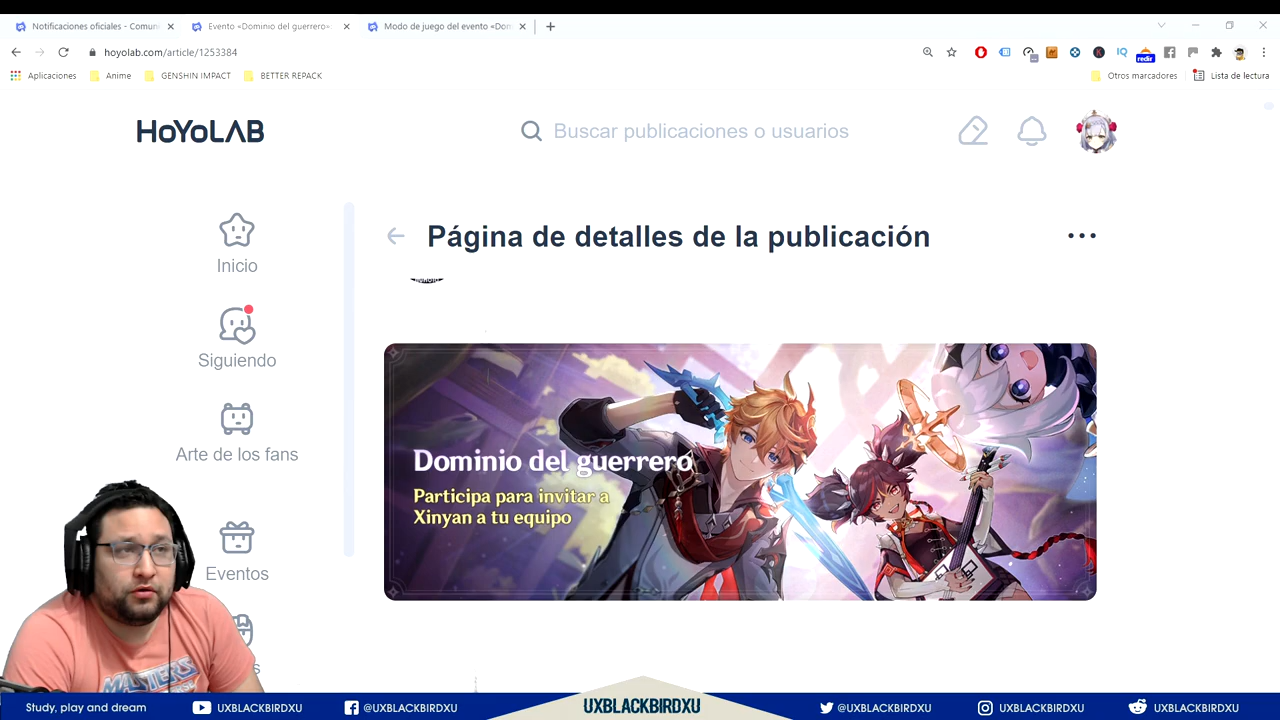 Notificaciones oficiales - Comuni
Evento «Dominio del guerrero»:
Modo de juego del evento «Dom
hoyolab.com/article/1253384
IQ
redir
Aplicaciones
Anime
GENSHIN IMPACT
BETTER REPACK
Otros marcadores
Lista de lectura
HoYoLAB
Buscar publicaciones o usuarios
Página de detalles de la publicación
Inicio
Siguiendo
Arte de los fans
Eventos
s
Dominio del guerrero
Participa para invitar a
Xinyan a tu equipo
MASTERS
Study, play and dream
UXBLACKBIRDXU
@UXBLACKBIRDXU
UXBLACKBIRDXU
@UXBLACKBIRDXU
UXBLACKBIRDXU
UXBLACKBIRDXU